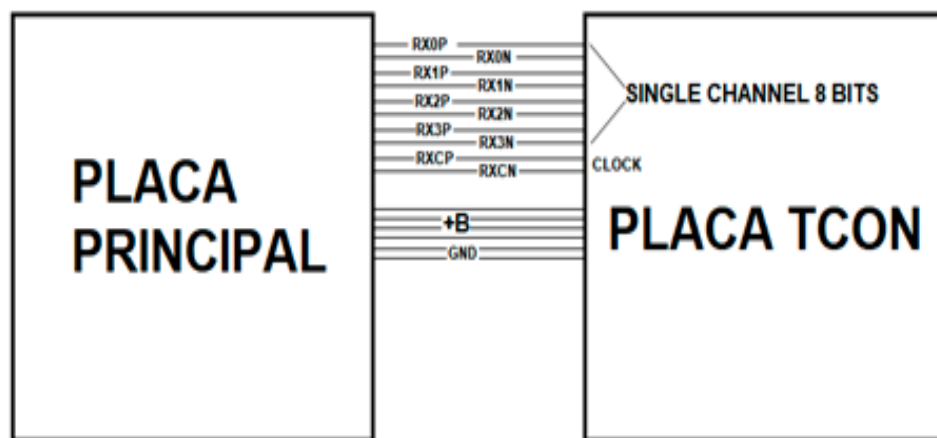 RX0P
RX0N
RX1P
RX1N
RX2P
RX2N
RX3P
RX3N
RXCP
RXCN
+B
GND
PLACA
PRINCIPAL
SINGLE CHANNEL 8 BITS
CLOCK
PLACA TCON